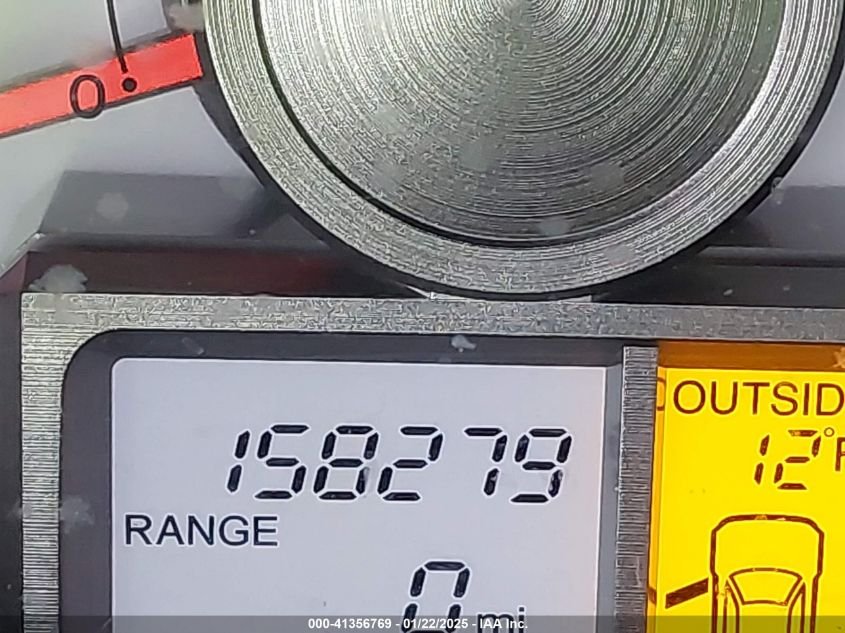 0
158279
RANGE
0 mi
OUTSID
12°F
000-41356769 - 01/22/2025 - IAA Inc.